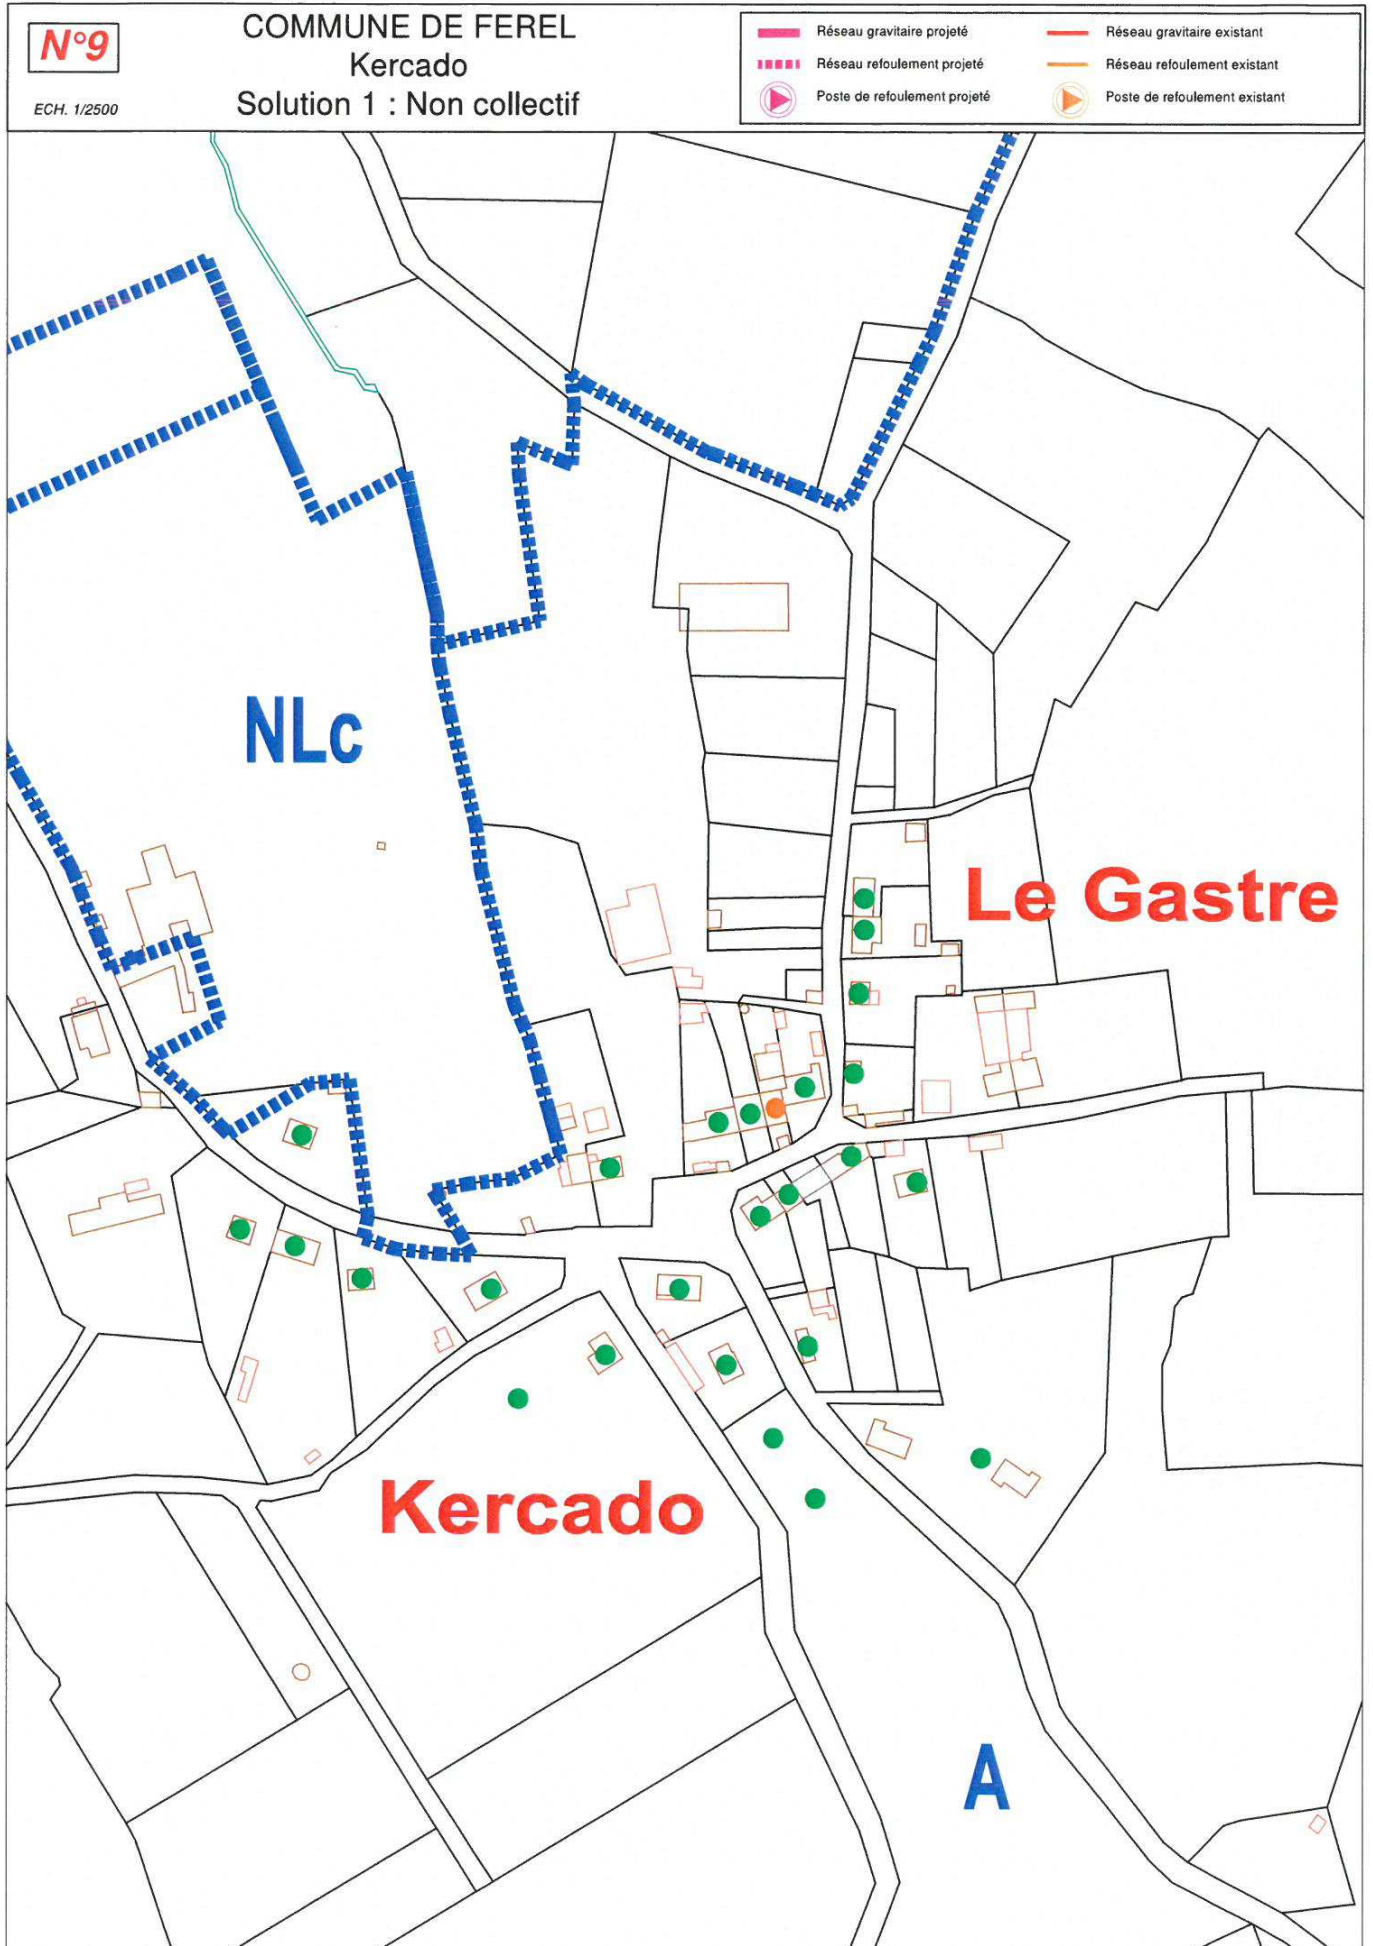 N°9
ECH. 1/2500
COMMUNE DE FEREL
Kercado
Solution 1 : Non collectif
Réseau gravitaire projeté
Réseau gravitaire existant
Réseau refoulement projeté
Réseau refoulement existant
Poste de refoulement projeté
Poste de refoulement existant
NLc
Le Gastre
Kercado
A